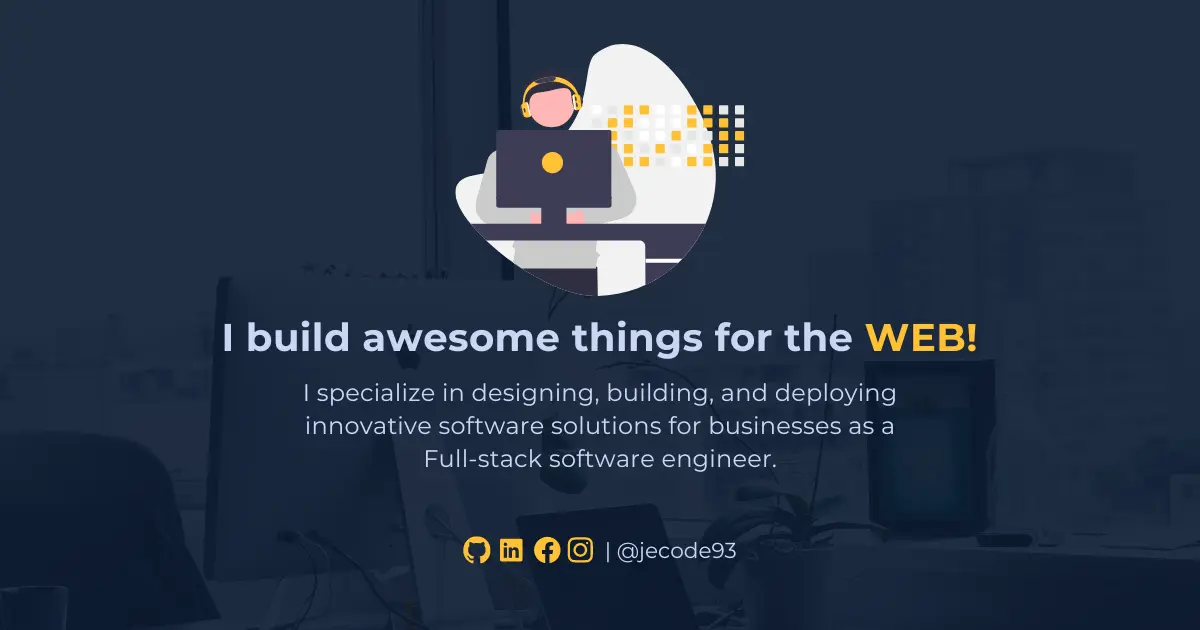 I build awesome things for the WEB!
I specialize in designing, building, and deploying
innovative software solutions for businesses as a
Full-stack software engineer.
in | @jecode93